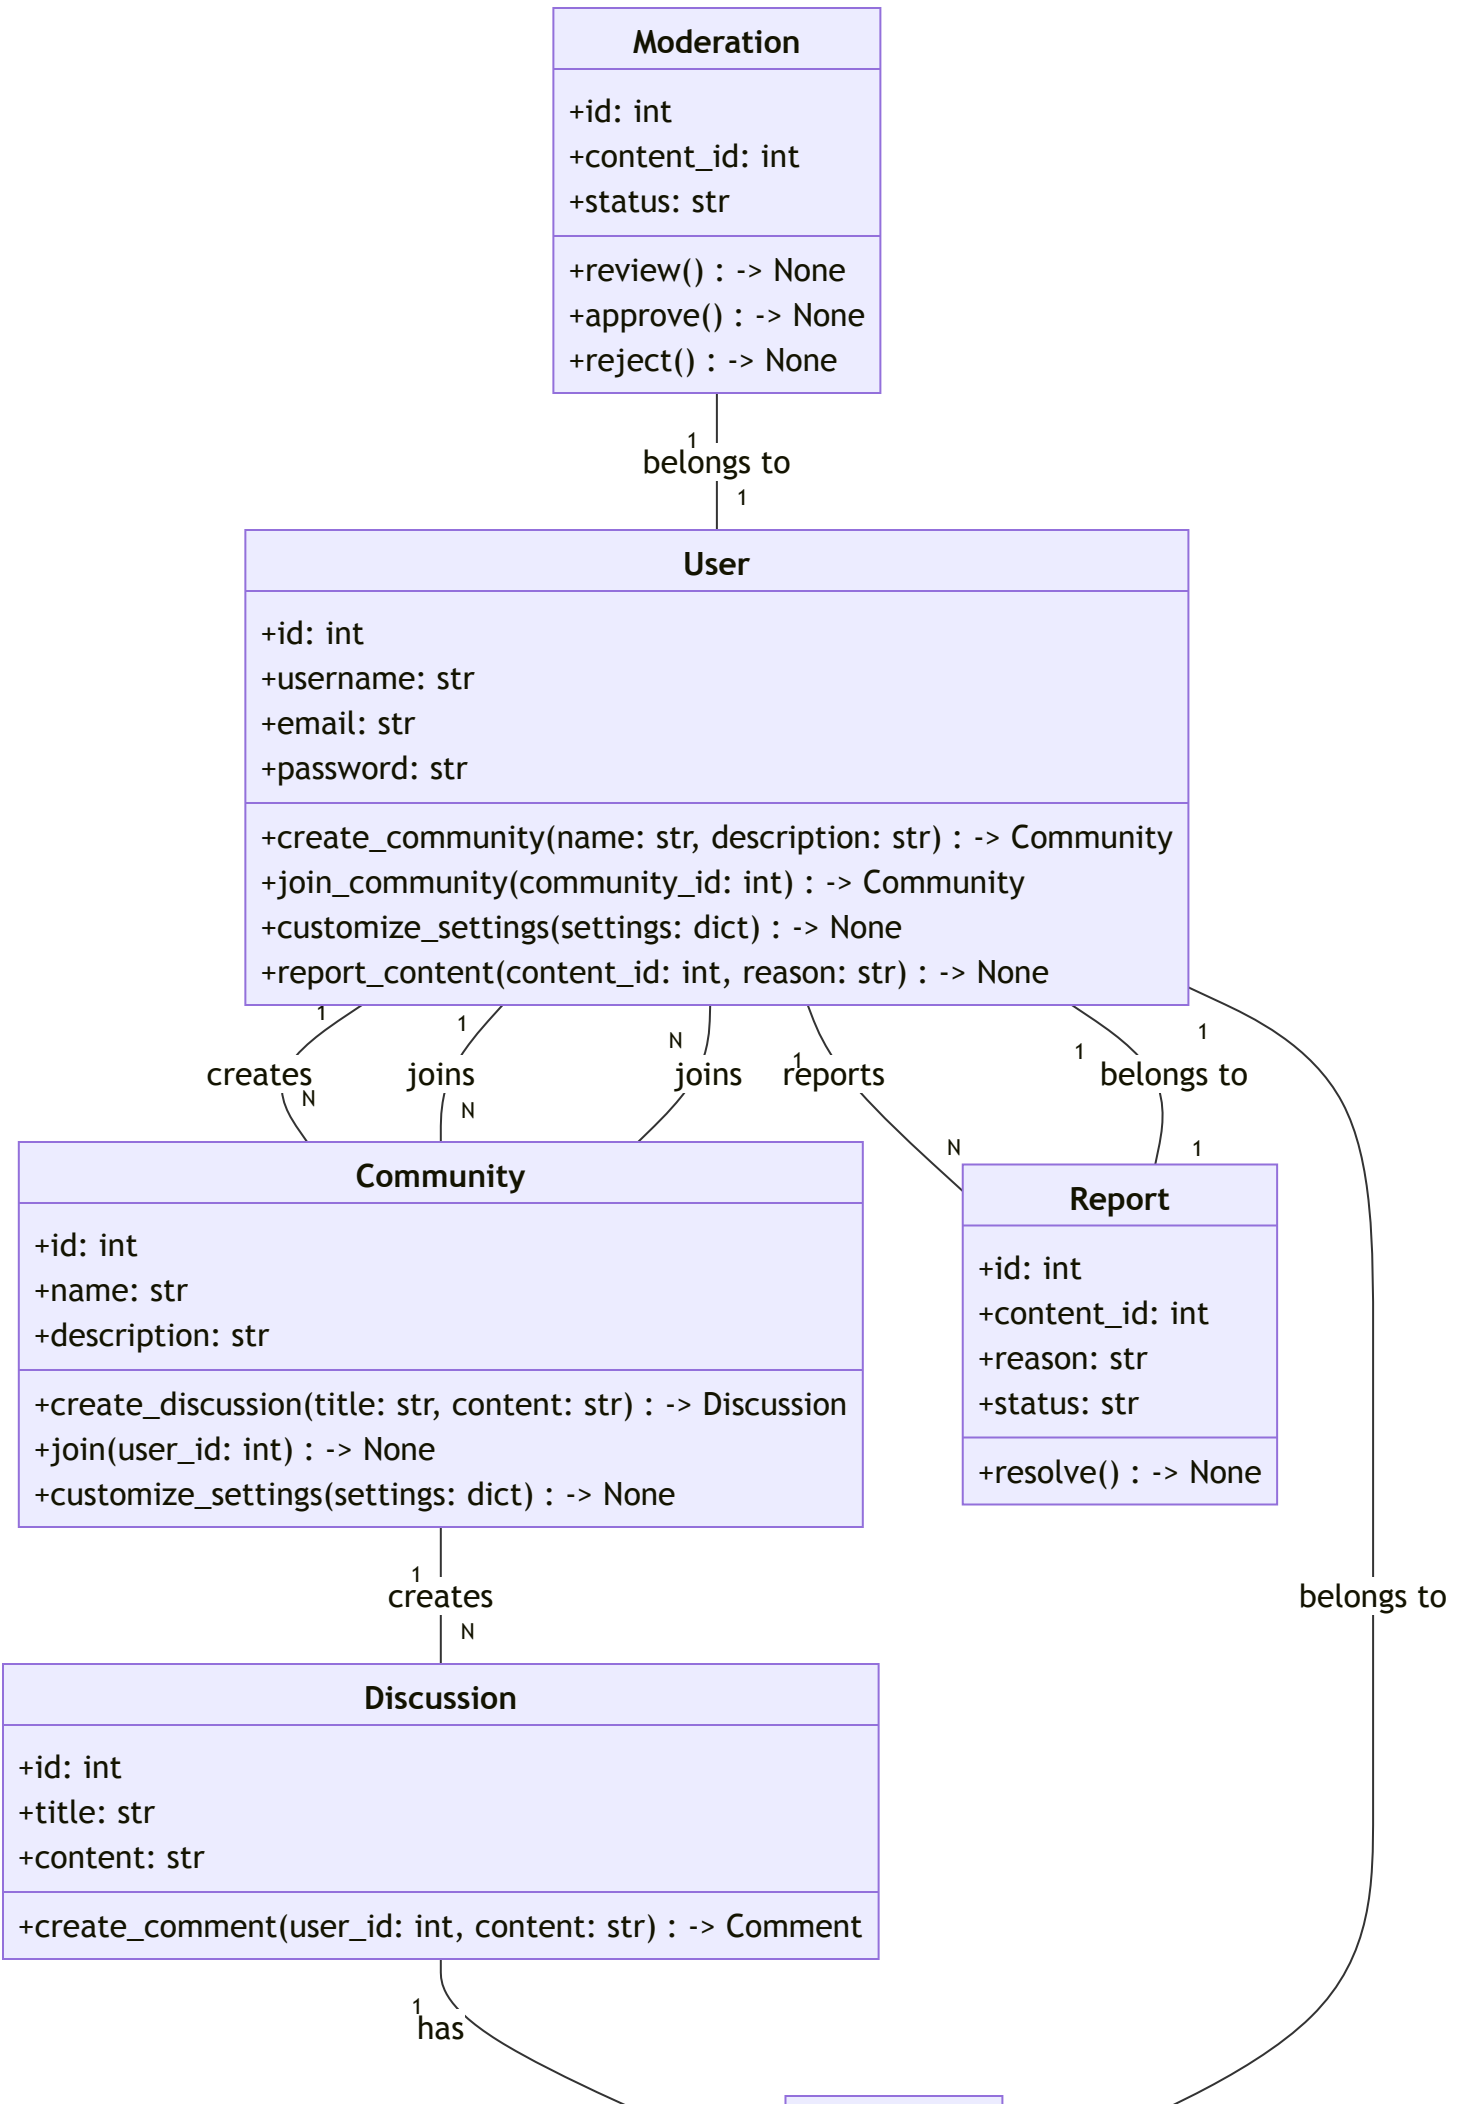 Moderation
+id: int
+content_id: int
+status: str
+review() : -> None
+approve() : -> None
+reject() : -> None
1
belongs to
1
User
+id: int
+username: str
+email: str
+password: str
+create_community(name: str, description: str) : -> Community
+join_community(community_id: int) : -> Community
+customize_settings(settings: dict) : -> None
+report_content(content_id: int, reason: str) : -> None
1
creates
N
1
joins
N
N
joins
1
reports
N
1
belongs to
1
1
belongs to
Community
+id: int
+name: str
+description: str
+create_discussion(title: str, content: str) : -> Discussion
+join(user_id: int) : -> None
+customize_settings(settings: dict) : -> None
Report
+id: int
+content_id: int
+reason: str
+status: str
+resolve() : -> None
1
creates
N
Discussion
+id: int
+title: str
+content: str
+create_comment(user_id: int, content: str) : -> Comment
1
has